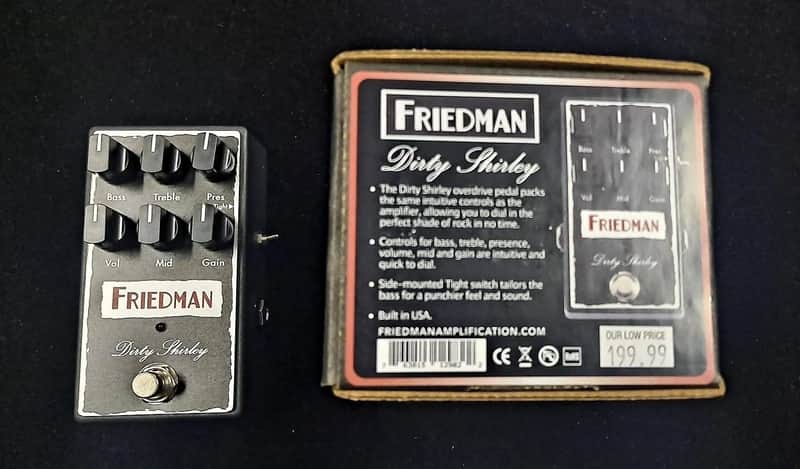 Bass Treble Pres
Tight
Vol Mid Gain
FRIEDMAN
Dirty Shirley
FRIEDMAN
Dirty Shirley
• The Dirty Shirley overdrive pedal packs
the same intuitive controls as the
amplifier, allowing you to dial in the
perfect shade of rock in no time.
• Controls for bass, treble, presence,
volume, mid and gain are intuitive and
quick to dial.
• Side-mounted Tight switch tailors the
bass for a punchier feel and sound.
• Built in USA.
FRIEDMANAMPLIFICATION.COM
CE
RoHS
Bass Treble Pres
Vol Mid Gain
FRIEDMAN
Dirty Shirley
OUR LOW PRICE
199.99